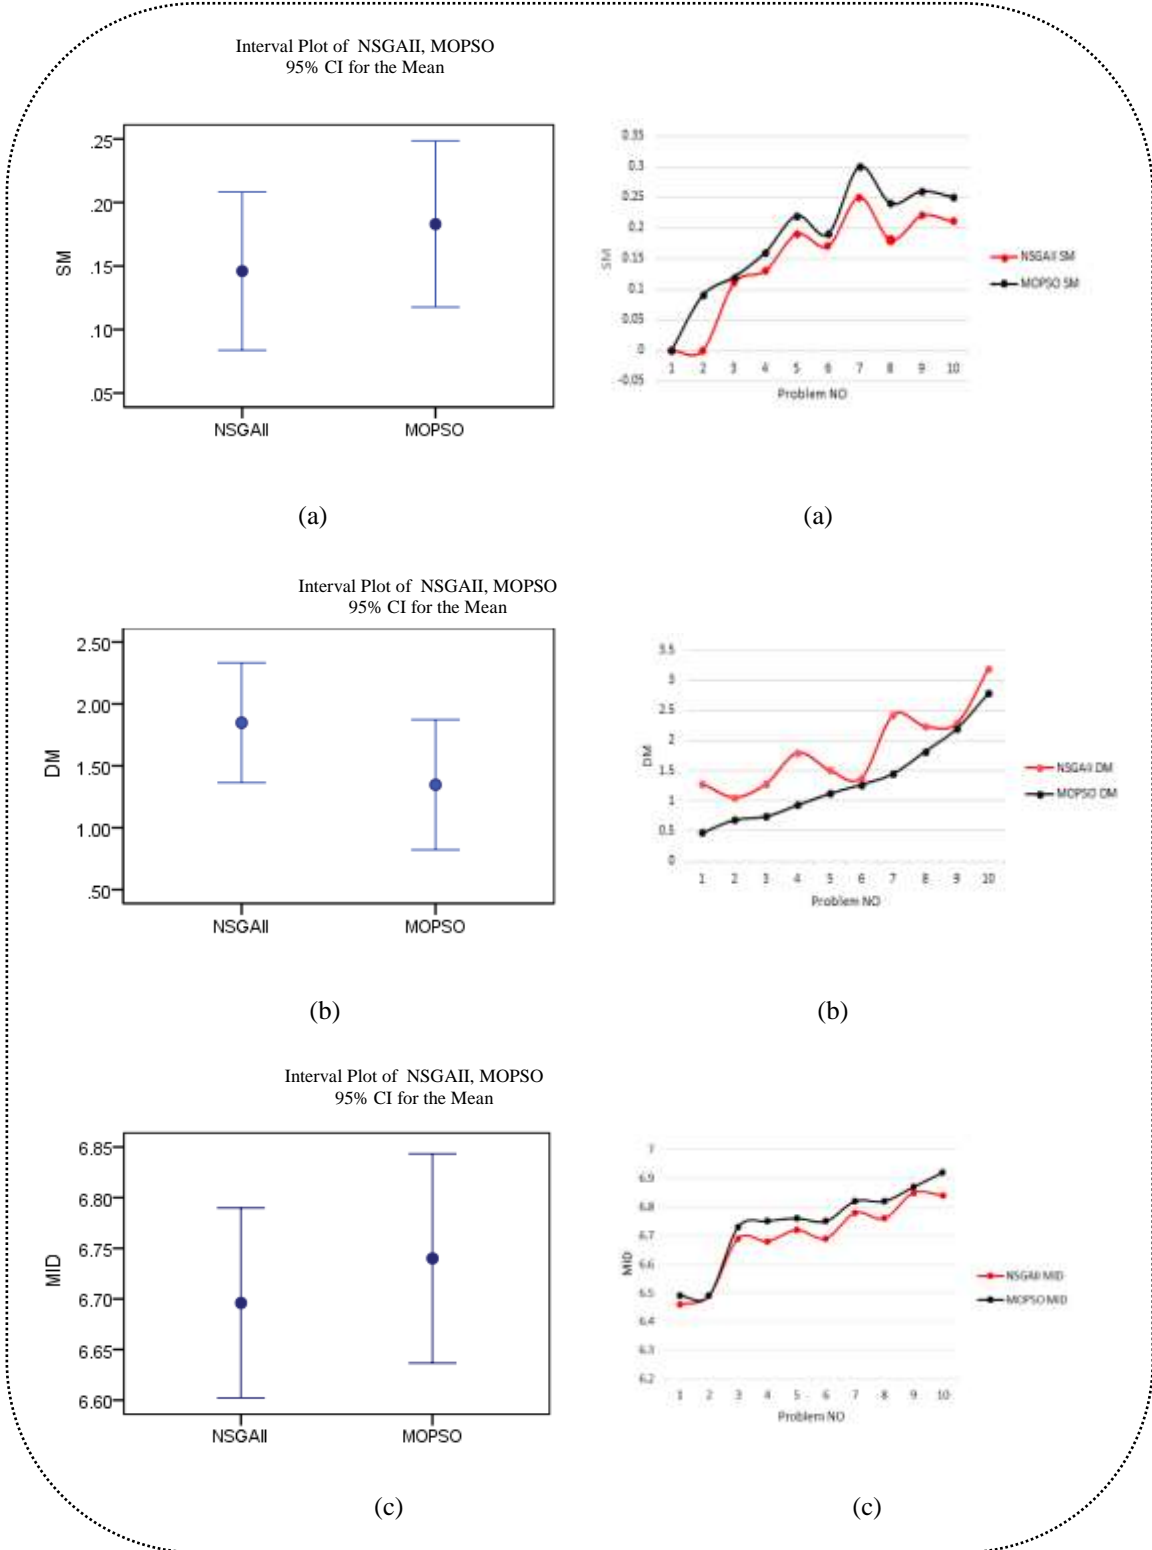 Interval Plot of NSGAII, MOPSO
95% CI for the Mean
.25
.20
.15
.10
.05
SM
NSGAII MOPSO
0.35
0.3
0.25
0.2
0.15
0.1
0.05
0
-0.05
SM
1 2 3 4 5 6 7 8 9 10
Problem NO
NSGAII SM
MOPSO SM
(a) (a)
Interval Plot of NSGAII, MOPSO
95% CI for the Mean
2.50
2.00
1.50
1.00
.50
DM
NSGAII MOPSO
3.5
3
2.5
2
1.5
1
0.5
0
DM
1 2 3 4 5 6 7 8 9 10
Problem NO
NSGAII DM
MOPSO DM
(b) (b)
Interval Plot of NSGAII, MOPSO
95% CI for the Mean
6.85
6.80
6.75
6.70
6.65
6.60
MID
NSGAII MOPSO
7
6.9
6.8
6.7
6.6
6.5
6.4
6.3
6.2
MID
1 2 3 4 5 6 7 8 9 10
Problem NO
NSGAII MID
MOPSO MID
(c) (c)